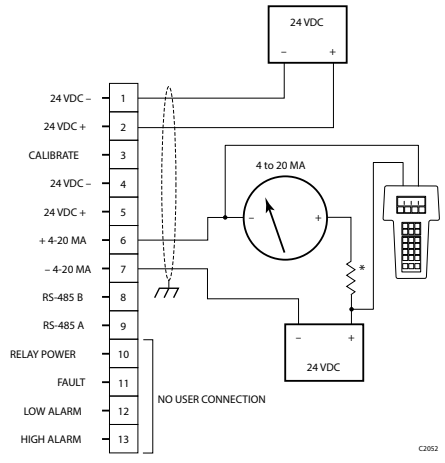 24 VDC
– +
24 VDC – 1
24 VDC + 2
CALIBRATE 3
24 VDC – 4
24 VDC + 5
+ 4-20 MA 6
– 4-20 MA 7
RS-485 B 8
RS-485 A 9
RELAY POWER 10
FAULT 11
LOW ALARM 12
HIGH ALARM 13
4 to 20 MA
– +
*
– +
24 VDC
NO USER CONNECTION
C2052